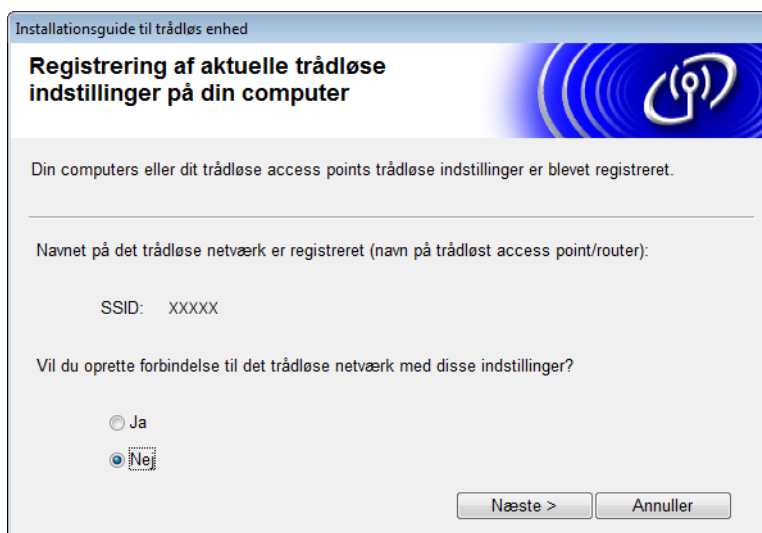 Installationsguide til trådløs enhed
Registrering af aktuelle trådløse
indstillinger på din computer
Din computers eller dit trådløse access points trådløse indstillinger er blevet registreret.
Navnet på det trådløse netværk er registreret (navn på trådløst access point/router):
SSID: XXXXX
Vil du oprette forbindelse til det trådløse netværk med disse indstillinger?
Ja
Nej
Næste > Annuller